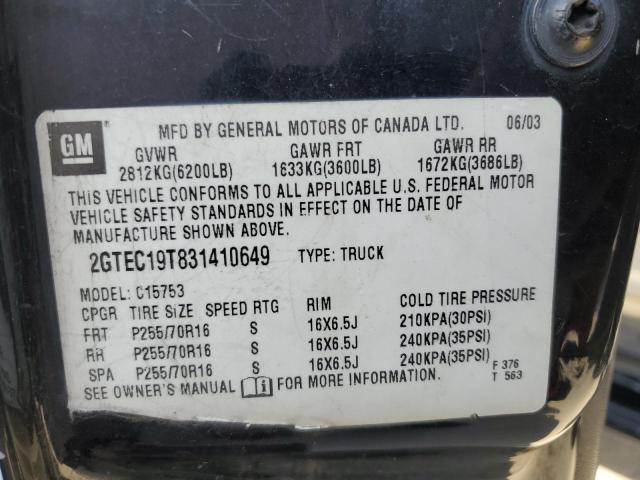 GM
MFD BY GENERAL MOTORS OF CANADA LTD. 06/03
GVWR GAWR FRT GAWR RR
2812KG(6200LB) 1633KG(3600LB) 1672KG(3686LB)
THIS VEHICLE CONFORMS TO ALL APPLICABLE U.S. FEDERAL MOTOR
VEHICLE SAFETY STANDARDS IN EFFECT ON THE DATE OF
MANUFACTURE SHOWN ABOVE.
2GTEC19T831410649 TYPE: TRUCK
MODEL: C15753
CPGR TIRE SIZE SPEED RTG RIM COLD TIRE PRESSURE
FRT P255/70R16 S 16X6.5J 210KPA(30PSI)
RR P255/70R16 S 16X6.5J 240KPA(35PSI)
SPA P255/70R16 S 16X6.5J 240KPA(35PSI) F 376
SEE OWNER'S MANUAL FOR MORE INFORMATION. T 563